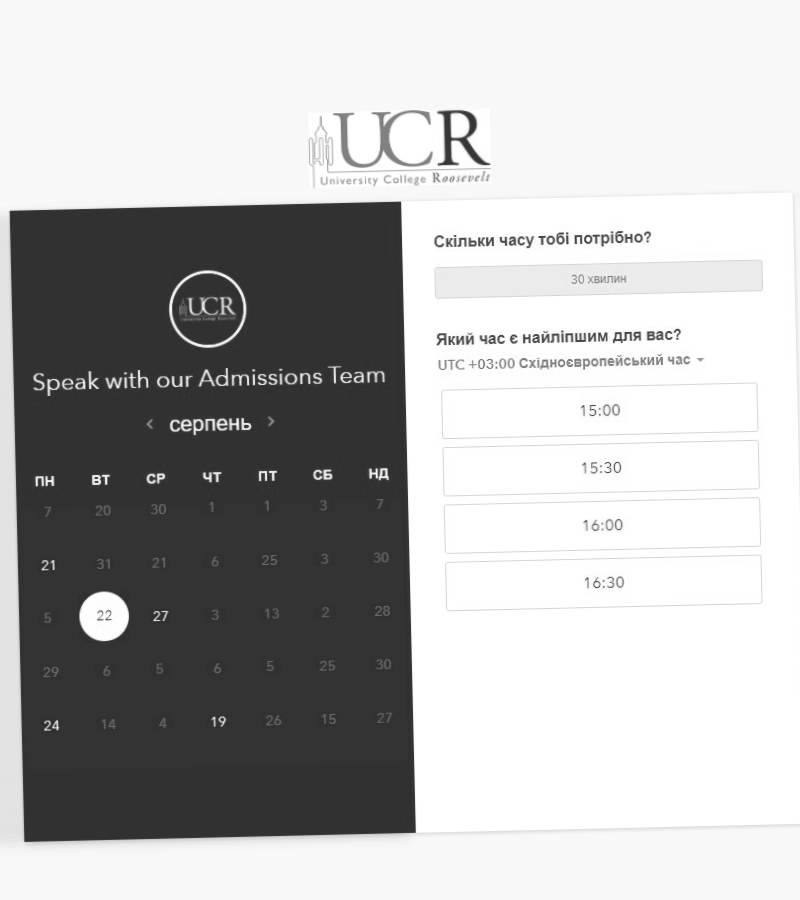 UCR
University College Roosevelt
UCR
University College Roosevelt
Speak with our Admissions Team
‹ серпень ›
ПН ВТ СР ЧТ ПТ СБ НД
7 20 30 1 1 3 7
21 31 21 6 25 3 30
5 22 27 3 13 2 28
29 6 5 6 5 25 30
24 14 4 19 26 15 27
Скільки часу тобі потрібно?
30 хвилин
Який час є найліпшим для вас?
UTC +03:00 Східноєвропейський час
15:00
15:30
16:00
16:30